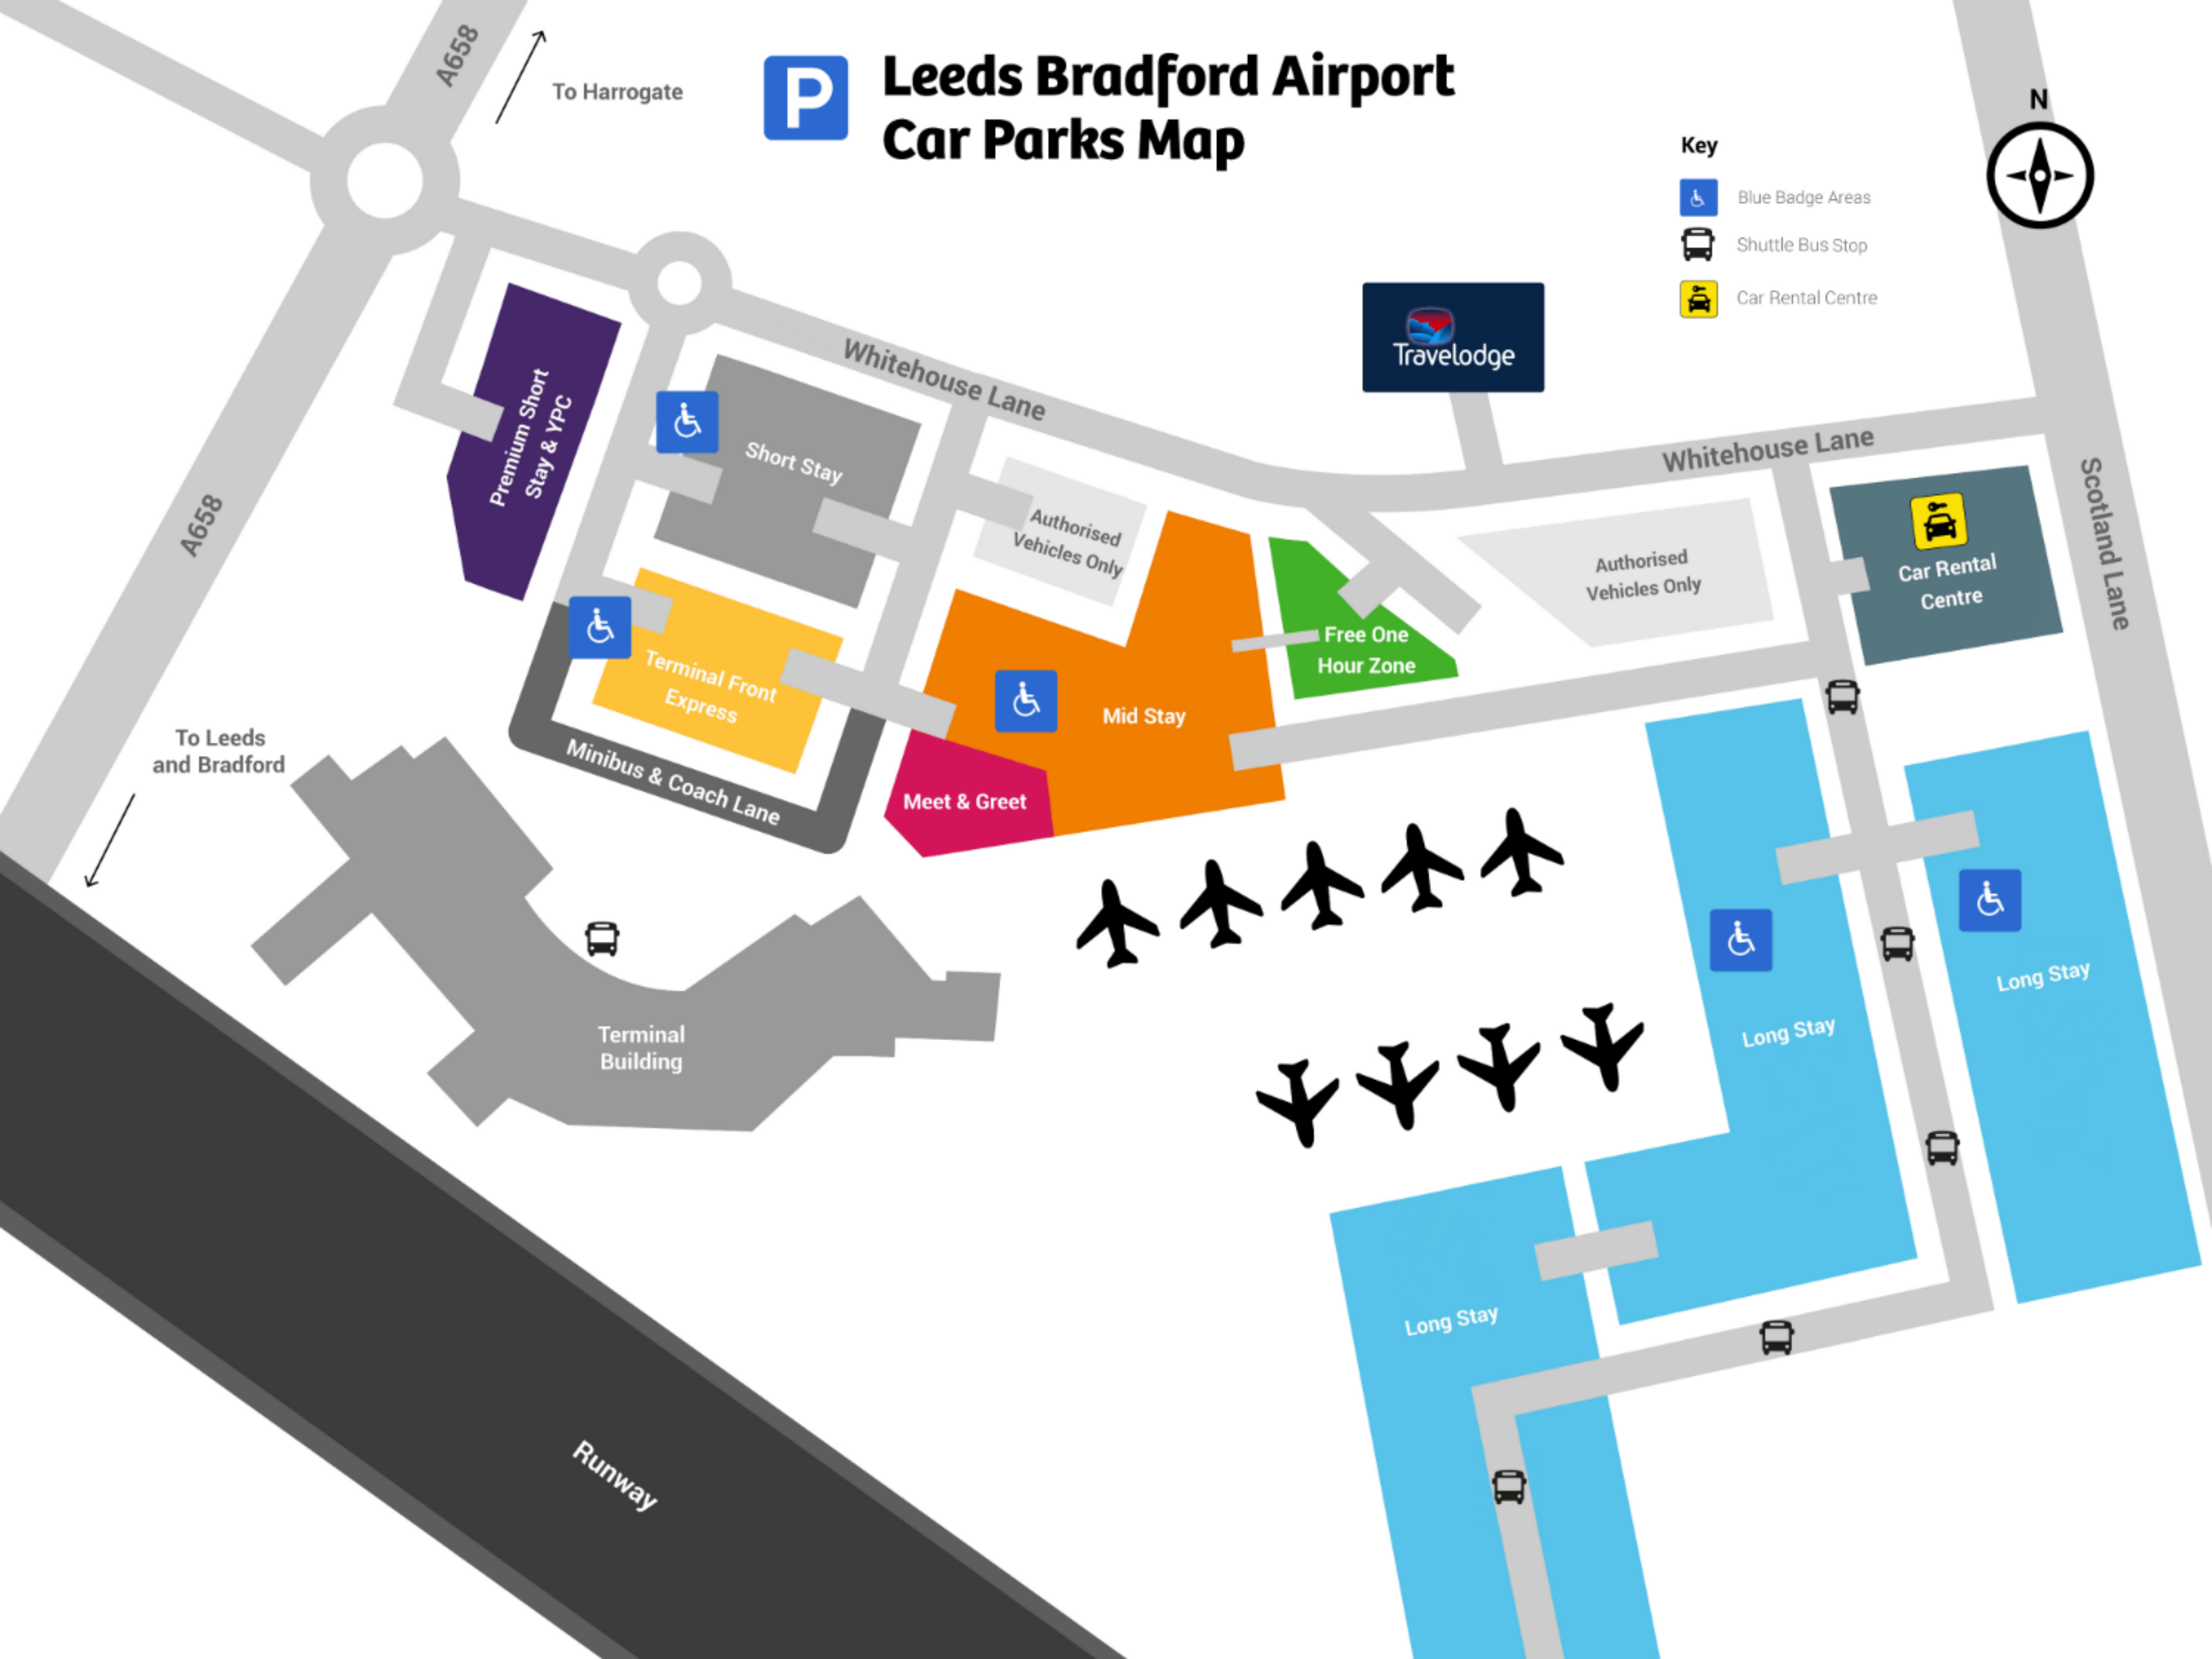 Leeds Bradford Airport
Car Parks Map
P
A658
To Harrogate
N
Key
Blue Badge Areas
Shuttle Bus Stop
Car Rental Centre
Travelodge
Whitehouse Lane
Whitehouse Lane
Scotland Lane
A658
Premium Short
Stay & YPC
Short Stay
Authorised
Vehicles Only
Authorised
Vehicles Only
Car Rental
Centre
Free One
Hour Zone
Terminal Front
Express
Mid Stay
Minibus & Coach Lane
Meet & Greet
To Leeds
and Bradford
Terminal
Building
Long Stay
Long Stay
Long Stay
Runway